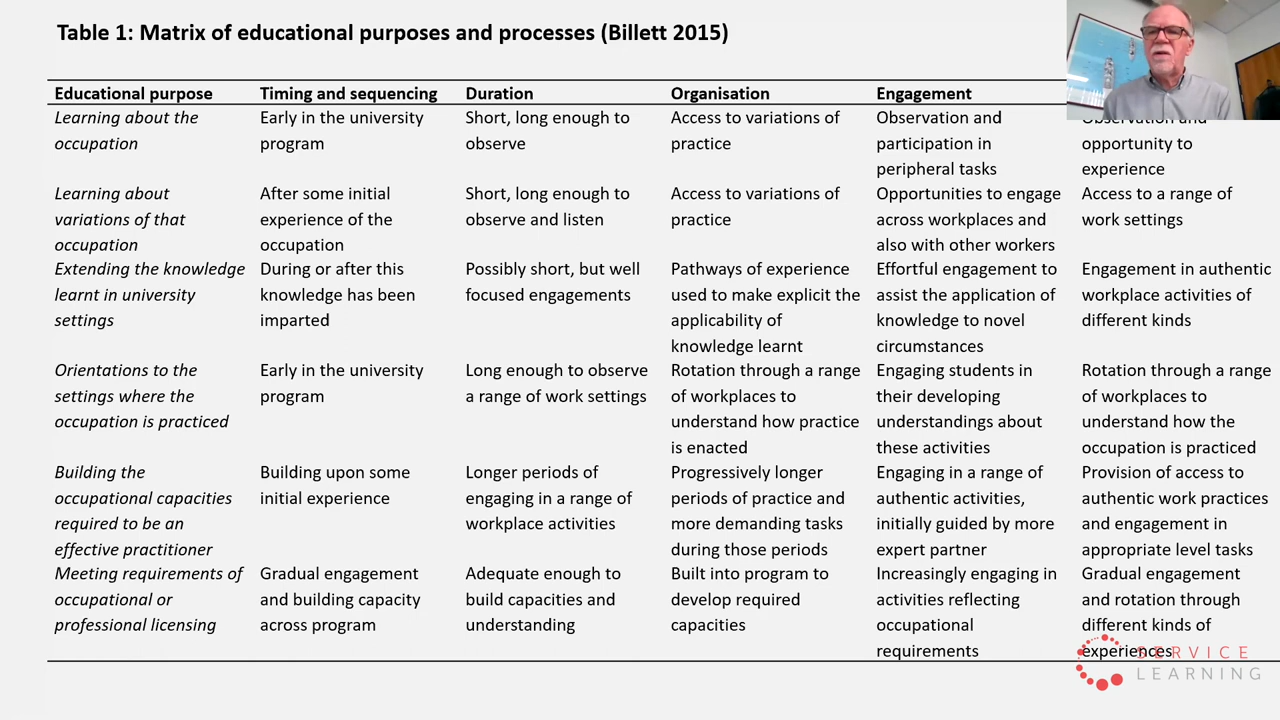 Table 1: Matrix of educational purposes and processes (Billett 2015)
Educational purpose
Timing and sequencing
Duration
Organisation
Engagement
Learning about the
occupation
Early in the university
program
Short, long enough to
observe
Access to variations of
practice
Observation and
participation in
peripheral tasks
Observation and
opportunity to
experience
Learning about
variations of that
occupation
After some initial
experience of the
occupation
Short, long enough to
observe and listen
Access to variations of
practice
Opportunities to engage
across workplaces and
also with other workers
Access to a range of
work settings
Extending the knowledge
learnt in university
settings
During or after this
knowledge has been
imparted
Possibly short, but well
focused engagements
Pathways of experience
used to make explicit the
applicability of
knowledge learnt
Effortful engagement to
assist the application of
knowledge to novel
circumstances
Engagement in authentic
workplace activities of
different kinds
Orientations to the
settings where the
occupation is practiced
Early in the university
program
Long enough to observe
a range of work settings
Rotation through a range
of workplaces to
understand how practice
is enacted
Engaging students in
their developing
understandings about
these activities
Rotation through a range
of workplaces to
understand how the
occupation is practiced
Building the
occupational capacities
required to be an
effective practitioner
Building upon some
initial experience
Longer periods of
engaging in a range of
workplace activities
Progressively longer
periods of practice and
more demanding tasks
during those periods
Engaging in a range of
authentic activities,
initially guided by more
expert partner
Provision of access to
authentic work practices
and engagement in
appropriate level tasks
Meeting requirements of
occupational or
professional licensing
Gradual engagement
and building capacity
across program
Adequate enough to
build capacities and
understanding
Built into program to
develop required
capacities
Increasingly engaging in
activities reflecting
occupational
requirements
Gradual engagement
and rotation through
different kinds of
experiences
SERVICE
LEARNING